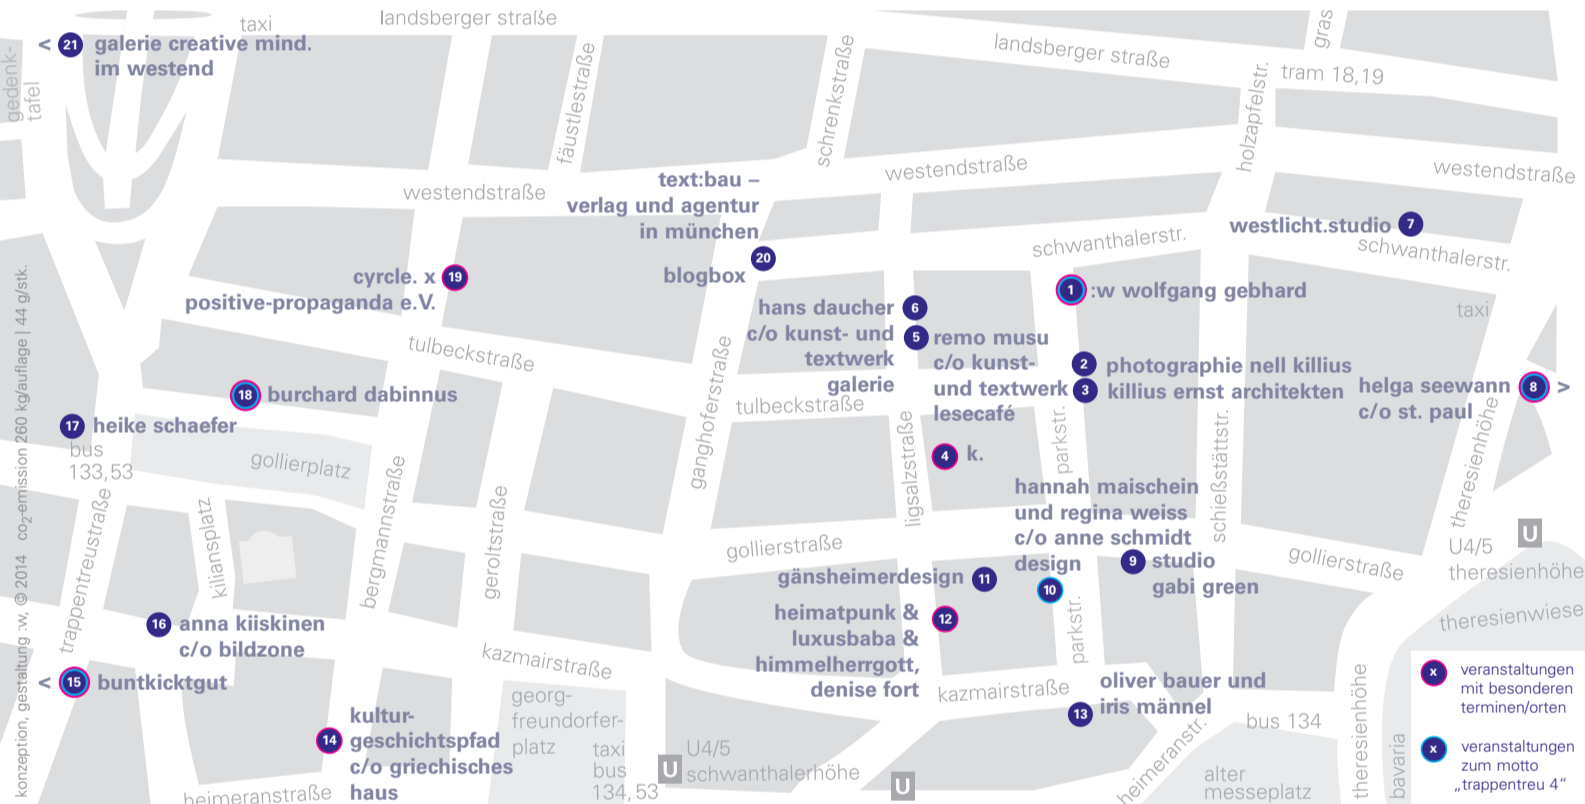 taxi
landsberger straße
landsberger straße
gras
tram 18,19
gedenk-
tafel
< 21 galerie creative mind.
im westend
fäustlestraße
schrenkstraße
holzapfelstr.
westendstraße
westendstraße
westendstraße
text:bau –
verlag und agentur
in münchen
20
blogbox
westlicht.studio 7
schwanthalerstr.
schwanthalerstr.
cyrcle. x 19
positive-propaganda e.V.
1 :w wolfgang gebhard
taxi
hans daucher 6
c/o kunst- und
textwerk
galerie
5 remo musu
c/o kunst-
und textwerk
lesecafé
2 photographie nell killius
3 killius ernst architekten
helga seewann 8 >
c/o st. paul
tulbeckstraße
tulbeckstraße
ganghoferstraße
ligsalzstraße
parkstr.
schießstättstr.
theresienhöhe
18 burchard dabinnus
17 heike schaefer
bus
133,53
gollierplatz
4 k.
trappentreustraße
kiliansplatz
bergmannstraße
geroltstraße
hannah maischein
und regina weiss
c/o anne schmidt
design
10
gollierstraße
gollierstraße
9 studio
gabi green
U
U4/5
theresienhöhe
theresienwiese
gänsheimerdesign 11
heimatpunk & 12
luxusbaba &
himmelherrgott,
denise fort
parkstr.
16 anna kiiskinen
c/o bildzone
< 15 buntkicktgut
kazmairstraße
kazmairstraße
oliver bauer und
iris männel
13
georg-
freundorfer-
platz
14 kultur-
geschichtspfad
c/o griechisches
haus
taxi
bus
134,53
U
U4/5
schwanthalerhöhe
U
heimeranstraße
heimeranstr.
bus 134
alter
messeplatz
theresienhöhe
bavaria
x veranstaltungen
mit besonderen
terminen/orten
x veranstaltungen
zum motto
„trappentreu 4“
konzeption, gestaltung :w, © 2014 co2-emission 260 kg/auflage | 44 g/stk.